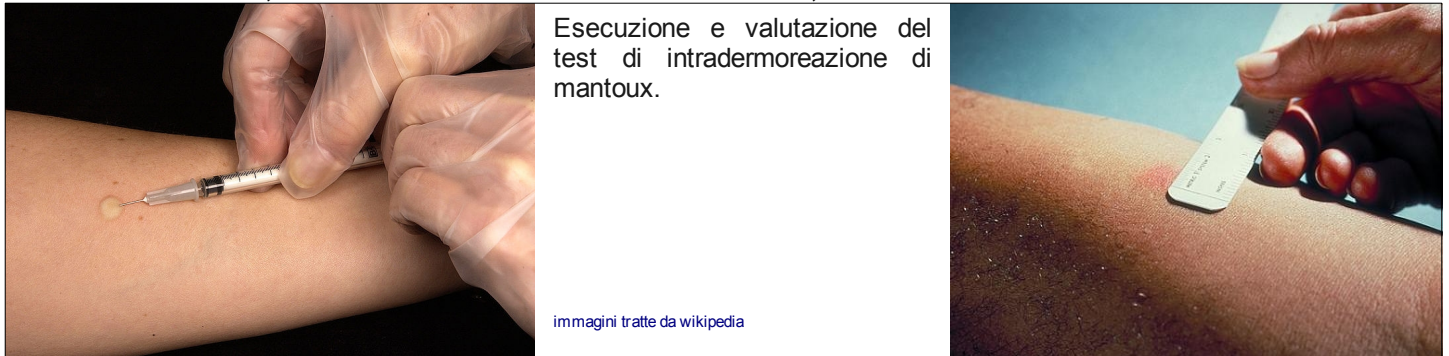 Esecuzione e valutazione del
test di intradermoreazione di
mantoux.
immagini tratte da wikipedia